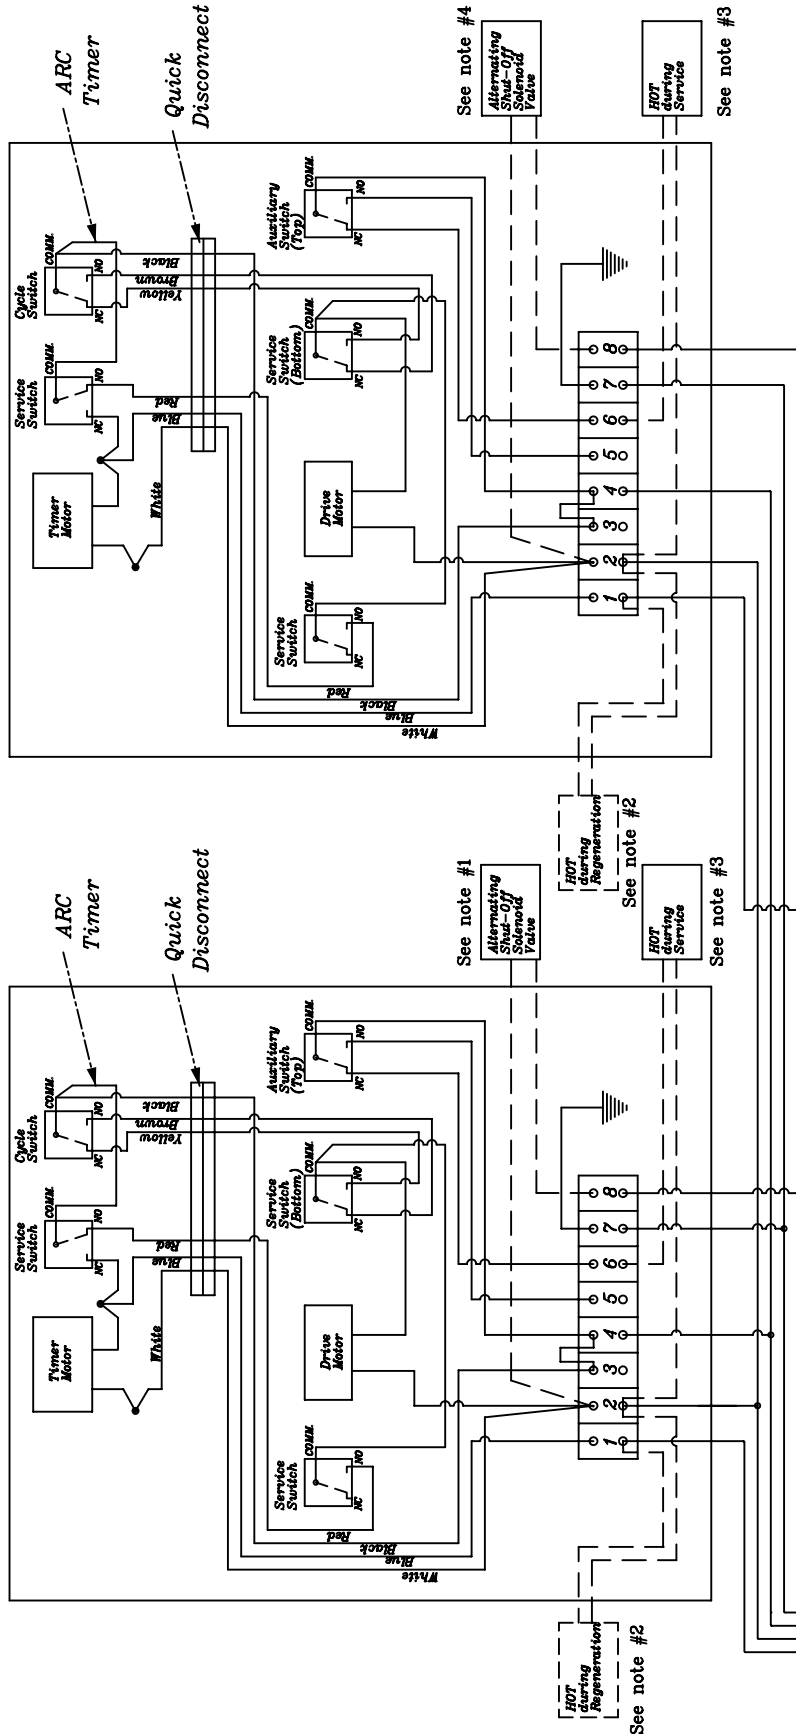 ARC
Timer
Timer
Motor
Service
Switch
COMM.
NC
NO
Cycle
Switch
COMM.
NC
NO
White
Blue
Red
Yellow
Brown
Black
Quick
Disconnect
Service
Switch
COMM.
NC
NO
Drive
Motor
Service
Switch
(Bottom)
COMM.
NC
NO
Auxiliary
Switch
(Top)
COMM.
NC
NO
Red
Black
Blue
White
See note #1
Alternating
Shut-Off
Solenoid
Valve
HOT
during
Regeneration
See note #2
1 2 3 4 5 6 7 8
HOT
during
Service
See note #3
ARC
Timer
Timer
Motor
Service
Switch
COMM.
NC
NO
Cycle
Switch
COMM.
NC
NO
White
Blue
Red
Yellow
Brown
Black
Quick
Disconnect
Service
Switch
COMM.
NC
NO
Drive
Motor
Service
Switch
(Bottom)
COMM.
NC
NO
Auxiliary
Switch
(Top)
COMM.
NC
NO
Red
Black
Blue
White
See note #4
Alternating
Shut-Off
Solenoid
Valve
HOT
during
Regeneration
See note #2
1 2 3 4 5 6 7 8
HOT
during
Service
See note #3